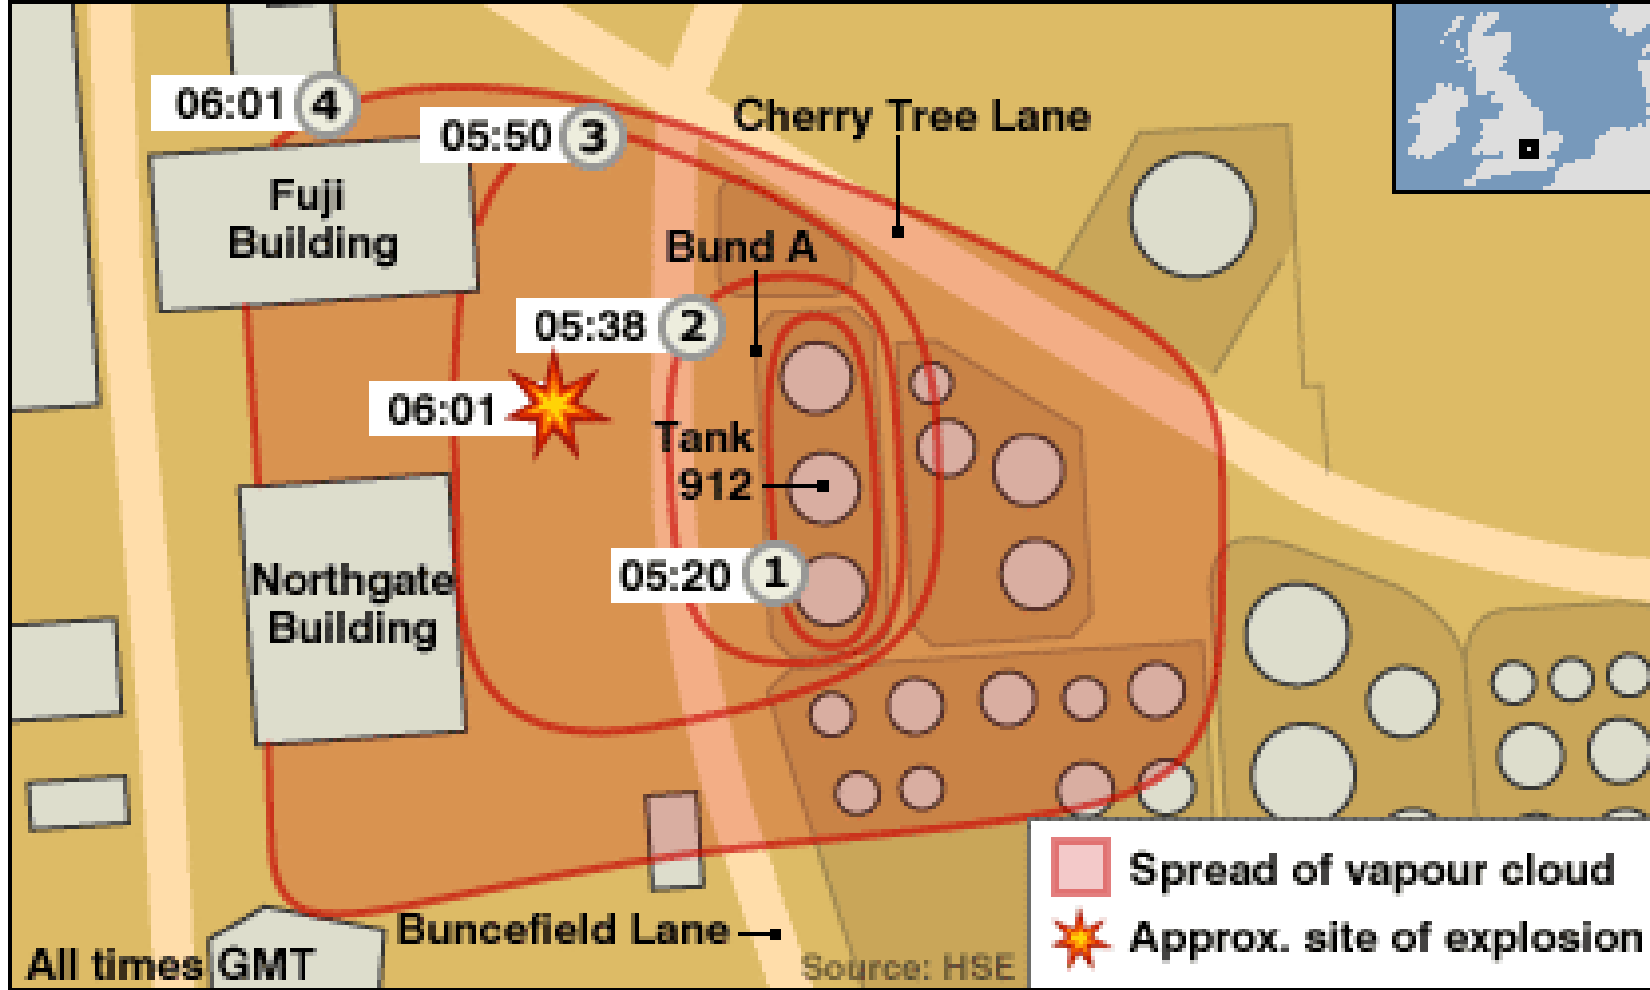 06:01 4
05:50 3
Cherry Tree Lane
Fuji
Building
Bund A
05:38 2
06:01
Tank
912
05:20 1
Northgate
Building
Buncefield Lane
All times GMT
Source: HSE
Spread of vapour cloud
Approx. site of explosion